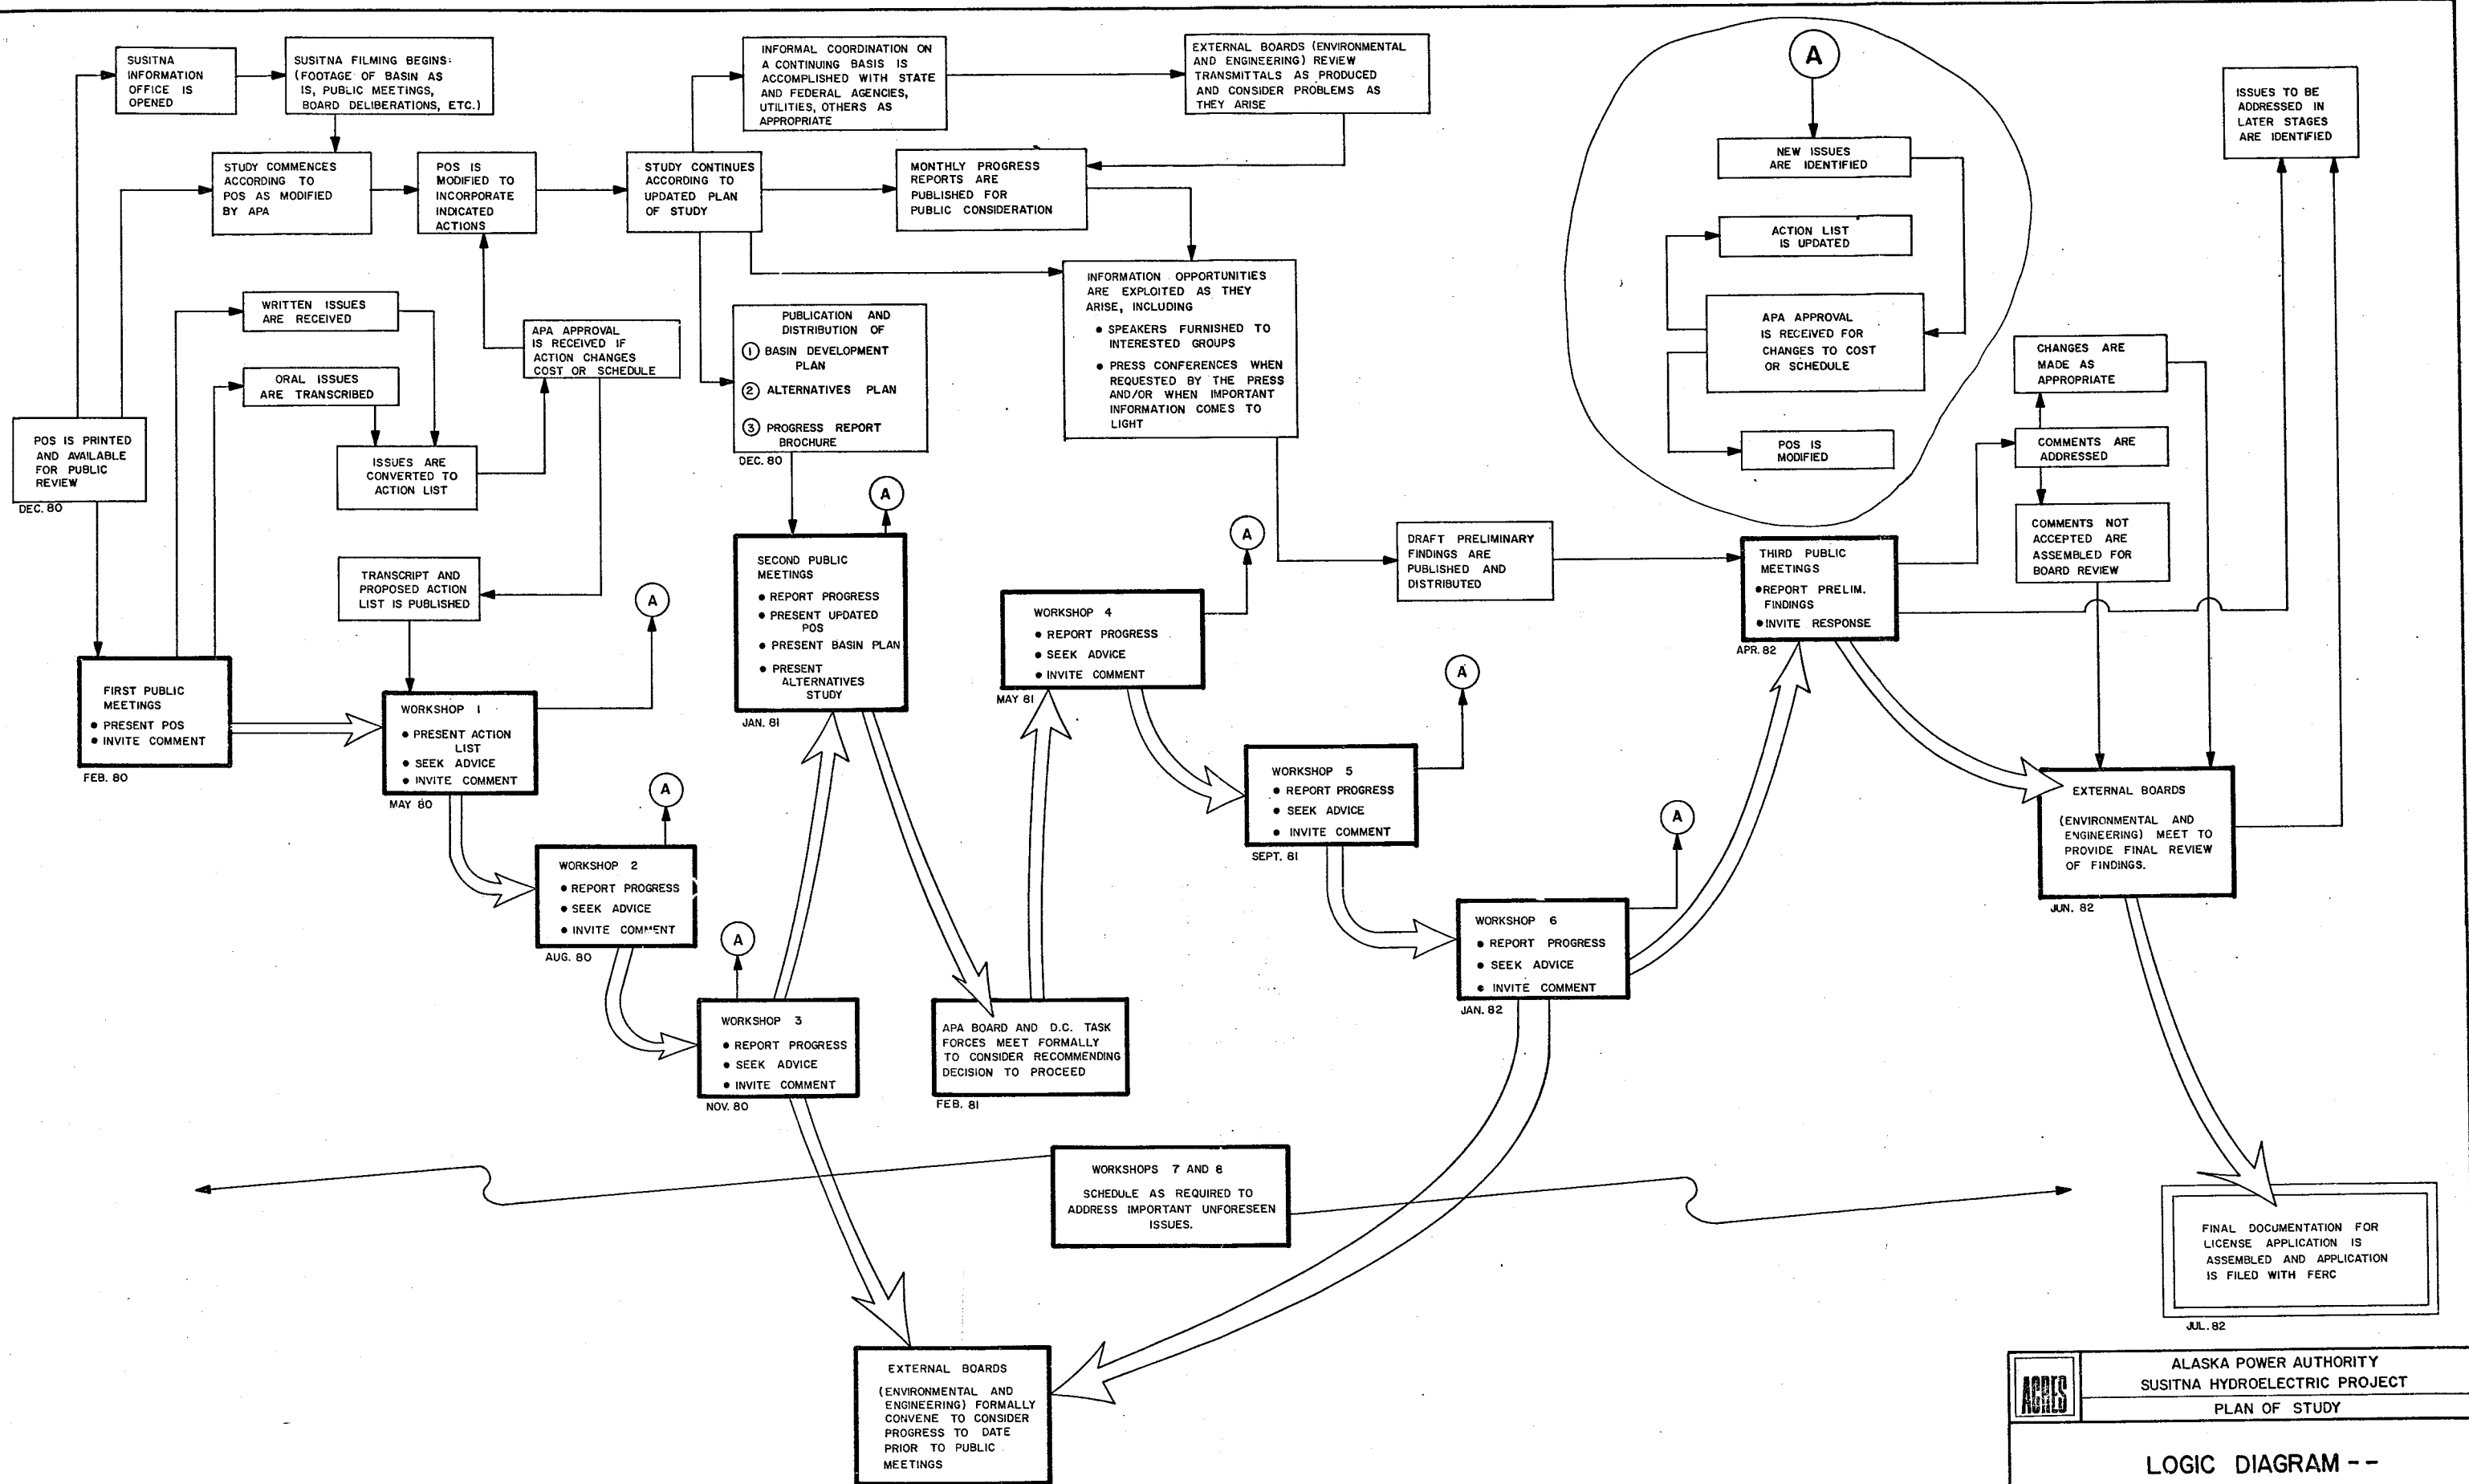 SUSITNA
INFORMATION
OFFICE IS
OPENED
SUSITNA FILMING BEGINS:
(FOOTAGE OF BASIN AS
IS, PUBLIC MEETINGS,
BOARD DELIBERATIONS, ETC.)
INFORMAL COORDINATION ON
A CONTINUING BASIS IS
ACCOMPLISHED WITH STATE
AND FEDERAL AGENCIES,
UTILITIES, OTHERS AS
APPROPRIATE
EXTERNAL BOARDS (ENVIRONMENTAL
AND ENGINEERING) REVIEW
TRANSMITTALS AS PRODUCED
AND CONSIDER PROBLEMS AS
THEY ARISE
A
NEW ISSUES
ARE IDENTIFIED
ACTION LIST
IS UPDATED
APA APPROVAL
IS RECEIVED FOR
CHANGES TO COST
OR SCHEDULE
POS IS
MODIFIED
ISSUES TO BE
ADDRESSED IN
LATER STAGES
ARE IDENTIFIED
STUDY COMMENCES
ACCORDING TO
POS AS MODIFIED
BY APA
POS IS
MODIFIED TO
INCORPORATE
INDICATED
ACTIONS
STUDY CONTINUES
ACCORDING TO
UPDATED PLAN
OF STUDY
MONTHLY PROGRESS
REPORTS ARE
PUBLISHED FOR
PUBLIC CONSIDERATION
WRITTEN ISSUES
ARE RECEIVED
ORAL ISSUES
ARE TRANSCRIBED
APA APPROVAL
IS RECEIVED IF
ACTION CHANGES
COST OR SCHEDULE
PUBLICATION AND
DISTRIBUTION OF
1 BASIN DEVELOPMENT
PLAN
2 ALTERNATIVES PLAN
3 PROGRESS REPORT
BROCHURE
DEC. 80
INFORMATION OPPORTUNITIES
ARE EXPLOITED AS THEY
ARISE, INCLUDING
• SPEAKERS FURNISHED TO
INTERESTED GROUPS
• PRESS CONFERENCES WHEN
REQUESTED BY THE PRESS
AND/OR WHEN IMPORTANT
INFORMATION COMES TO
LIGHT
CHANGES ARE
MADE AS
APPROPRIATE
COMMENTS ARE
ADDRESSED
COMMENTS NOT
ACCEPTED ARE
ASSEMBLED FOR
BOARD REVIEW
POS IS PRINTED
AND AVAILABLE
FOR PUBLIC
REVIEW
DEC. 80
ISSUES ARE
CONVERTED TO
ACTION LIST
TRANSCRIPT AND
PROPOSED ACTION
LIST IS PUBLISHED
A
SECOND PUBLIC
MEETINGS
• REPORT PROGRESS
• PRESENT UPDATED
POS
• PRESENT BASIN PLAN
• PRESENT
ALTERNATIVES
STUDY
JAN. 81
A
DRAFT PRELIMINARY
FINDINGS ARE
PUBLISHED AND
DISTRIBUTED
THIRD PUBLIC
MEETINGS
• REPORT PRELIM.
FINDINGS
• INVITE RESPONSE
APR. 82
A
WORKSHOP 4
• REPORT PROGRESS
• SEEK ADVICE
• INVITE COMMENT
MAY 81
FIRST PUBLIC
MEETINGS
• PRESENT POS
• INVITE COMMENT
FEB. 80
WORKSHOP 1
• PRESENT ACTION
LIST
• SEEK ADVICE
• INVITE COMMENT
MAY 80
A
WORKSHOP 5
• REPORT PROGRESS
• SEEK ADVICE
• INVITE COMMENT
SEPT. 81
A
WORKSHOP 2
• REPORT PROGRESS
• SEEK ADVICE
• INVITE COMMENT
AUG. 80
A
WORKSHOP 6
• REPORT PROGRESS
• SEEK ADVICE
• INVITE COMMENT
JAN. 82
EXTERNAL BOARDS
(ENVIRONMENTAL AND
ENGINEERING) MEET TO
PROVIDE FINAL REVIEW
OF FINDINGS.
JUN. 82
A
WORKSHOP 3
• REPORT PROGRESS
• SEEK ADVICE
• INVITE COMMENT
NOV. 80
APA BOARD AND D.C. TASK
FORCES MEET FORMALLY
TO CONSIDER RECOMMENDING
DECISION TO PROCEED
FEB. 81
WORKSHOPS 7 AND 8
SCHEDULE AS REQUIRED TO
ADDRESS IMPORTANT UNFORESEEN
ISSUES.
FINAL DOCUMENTATION FOR
LICENSE APPLICATION IS
ASSEMBLED AND APPLICATION
IS FILED WITH FERC
JUL. 82
EXTERNAL BOARDS
(ENVIRONMENTAL AND
ENGINEERING) FORMALLY
CONVENE TO CONSIDER
PROGRESS TO DATE
PRIOR TO PUBLIC
MEETINGS
ACRES
ALASKA POWER AUTHORITY
SUSITNA HYDROELECTRIC PROJECT
PLAN OF STUDY
LOGIC DIAGRAM --